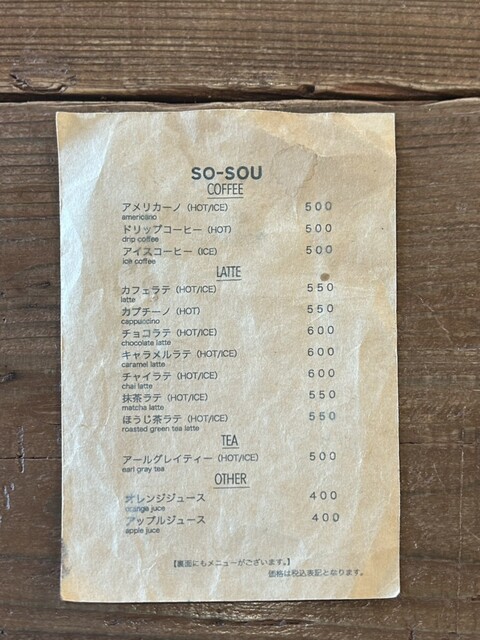 SO-SOU
COFFEE
アメリカーノ (HOT/ICE) 500
americano
ドリップコーヒー (HOT) 500
drip coffee
アイスコーヒー (ICE) 500
ice coffee
LATTE
カフェラテ (HOT/ICE) 550
latte
カプチーノ (HOT) 550
cappuccino
チョコラテ (HOT/ICE) 600
chocolate latte
キャラメルラテ (HOT/ICE) 600
caramel latte
チャイラテ (HOT/ICE) 600
chai latte
抹茶ラテ (HOT/ICE) 550
matcha latte
ほうじ茶ラテ (HOT/ICE) 550
roasted green tea latte
TEA
アールグレイティー (HOT/ICE) 500
earl gray tea
OTHER
オレンジジュース 400
orange juce
アップルジュース 400
apple juce
【裏面にもメニューがございます。】
価格は税込表記となります。